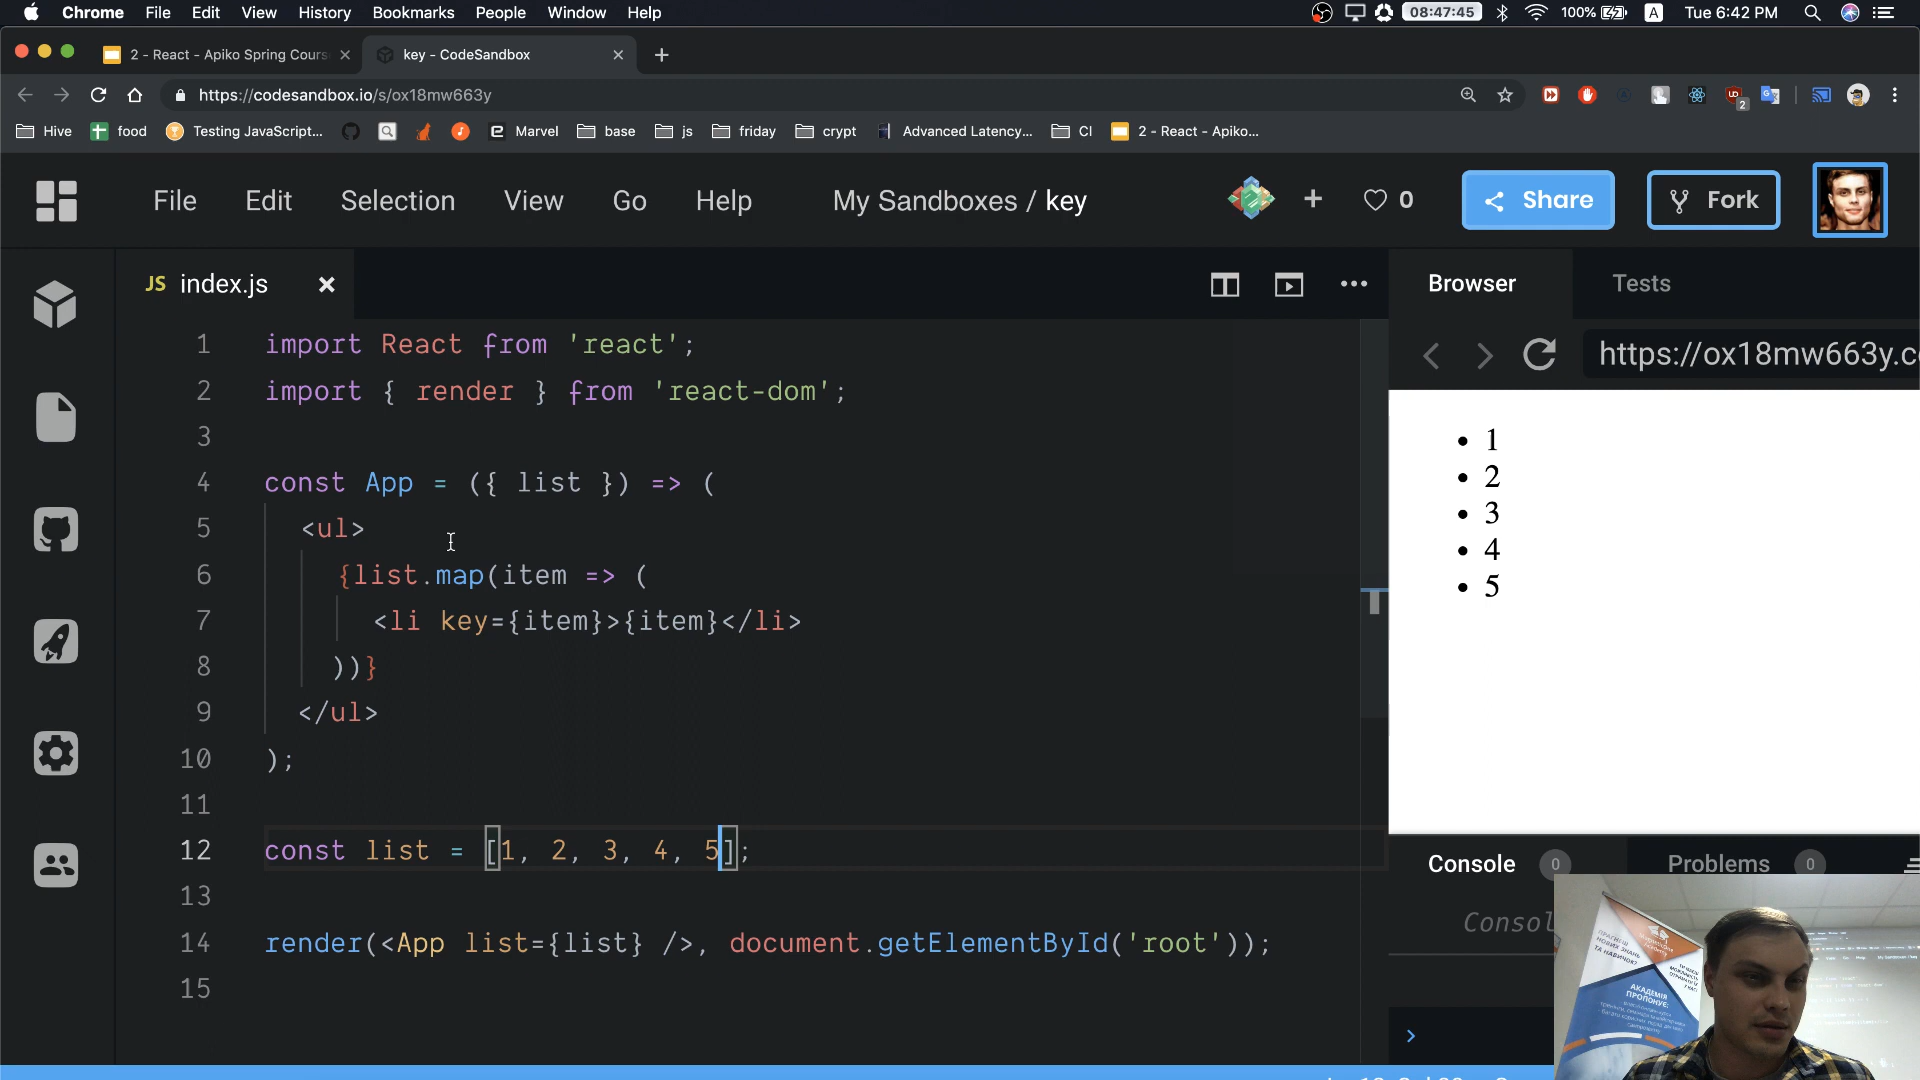 Chrome File Edit View History Bookmarks People Window Help 08:47:45 100% A Tue 6:42 PM
2 - React - Apiko Spring Cours
key - CodeSandbox
https://codesandbox.io/s/ox18mw663y
2
Hive food Testing JavaScript... Marvel base js friday crypt Advanced Latency... CI 2 - React - Apiko...
File Edit Selection View Go Help My Sandboxes / key 0 Share Fork
JS index.js
Browser Tests
https://ox18mw663y.c
1 import React from 'react';
2 import { render } from 'react-dom';
3
4 const App = ({ list }) => (
5 <ul>
6 {list.map(item => (
7 <li key={item}>{item}</li>
8 ))}
9 </ul>
10 );
11
12 const list = [1, 2, 3, 4, 5];
13
14 render(<App list={list} />, document.getElementById('root'));
15
• 1
• 2
• 3
• 4
• 5
Console 0 Problems 0
Consol
АКАДЕМІЯ
ПРОПОНУЄ: